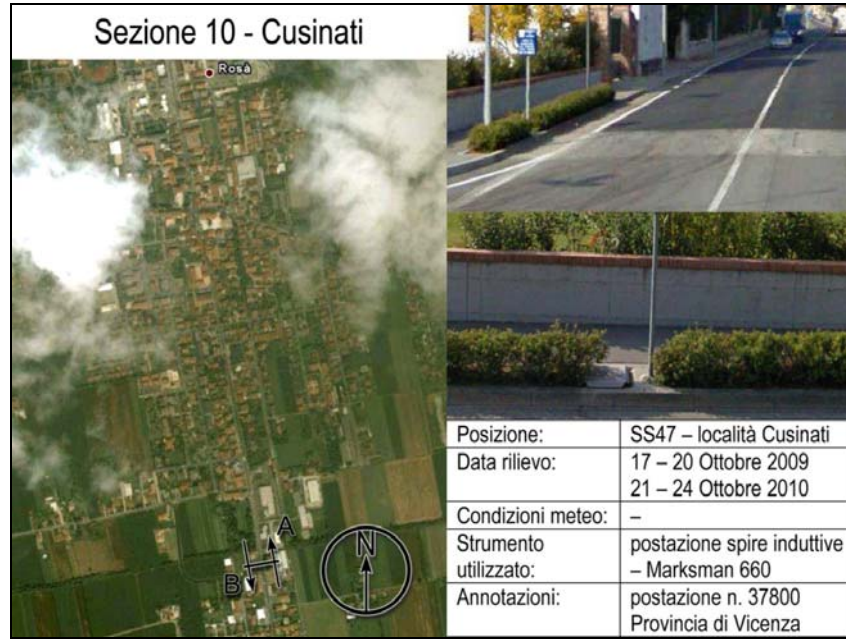 Sezione 10 - Cusinati
Rosà
A
B
N
Posizione: SS47 – località Cusinati
Data rilievo: 17 – 20 Ottobre 2009
21 – 24 Ottobre 2010
Condizioni meteo: –
Strumento utilizzato: postazione spire induttive
– Marksman 660
Annotazioni: postazione n. 37800
Provincia di Vicenza